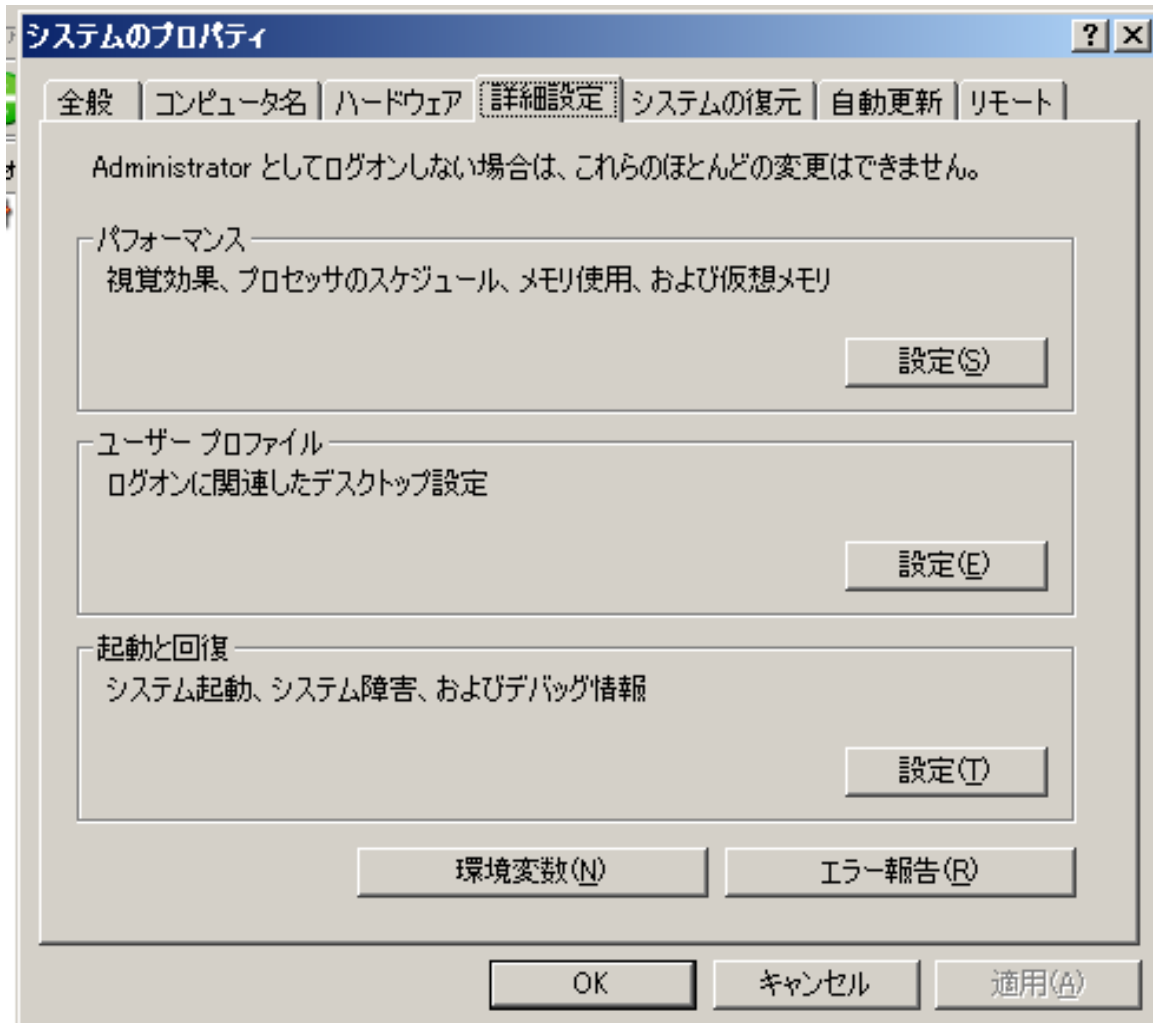 システムのプロパティ
全般 コンピュータ名 ハードウェア 詳細設定 システムの復元 自動更新 リモート
Administrator としてログオンしない場合は、これらのほとんどの変更はできません。
パフォーマンス
視覚効果、プロセッサのスケジュール、メモリ使用、および仮想メモリ
設定(S)
ユーザー プロファイル
ログオンに関連したデスクトップ設定
設定(E)
起動と回復
システム起動、システム障害、およびデバッグ情報
設定(T)
環境変数(N) エラー報告(R)
OK キャンセル 適用(A)